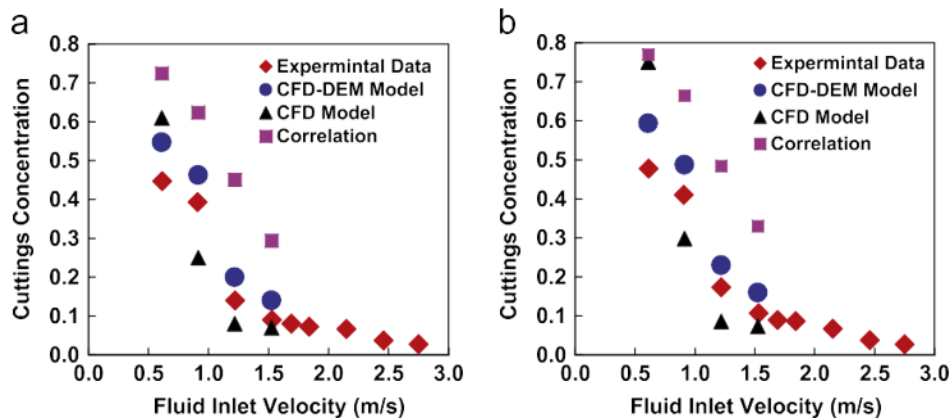 a
0.8
0.7
0.6
0.5
0.4
0.3
0.2
0.1
0.0
Cuttings Concentration
Expermintal Data
CFD-DEM Model
CFD Model
Correlation
0.0 0.5 1.0 1.5 2.0 2.5 3.0
Fluid Inlet Velocity (m/s)
b
0.8
0.7
0.6
0.5
0.4
0.3
0.2
0.1
0.0
Cuttings Concentration
Expermintal Data
CFD-DEM Model
CFD Model
Correlation
0.0 0.5 1.0 1.5 2.0 2.5 3.0
Fluid Inlet Velocity (m/s)